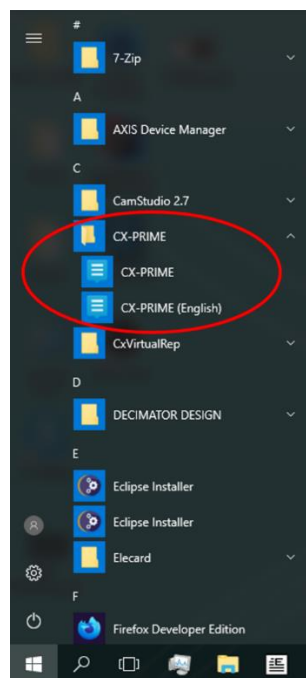 #
7-Zip
A
AXIS Device Manager
C
CamStudio 2.7
CX-PRIME
CX-PRIME
CX-PRIME (English)
CxVirtualRep
D
DECIMATOR DESIGN
E
Eclipse Installer
Eclipse Installer
Elecard
F
Firefox Developer Edition